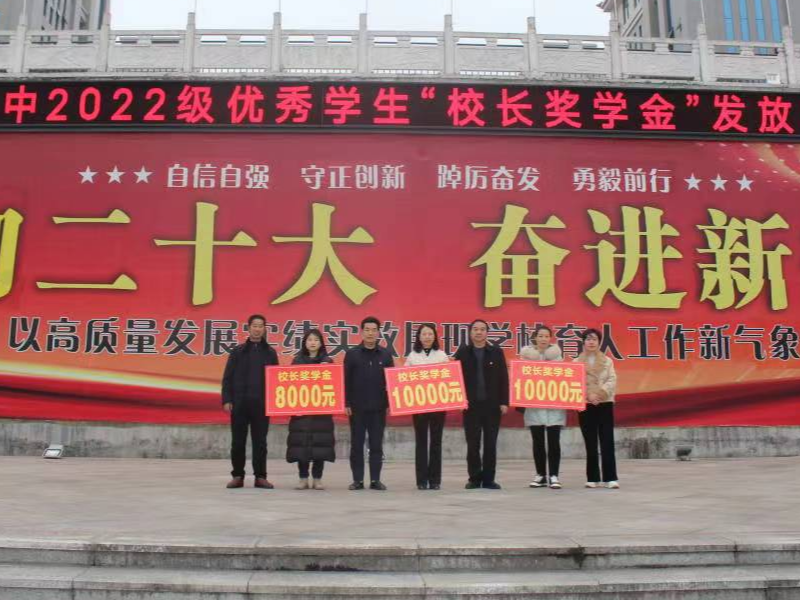 中2022级优秀学生“校长奖学金”发放
★★★ 自信自强 守正创新 踔厉奋发 勇毅前行 ★★★
二十大 奋进新
以高质量发展实绩实效展现学校育人工作新气象
校长奖学金
8000元
校长奖学金
10000元
校长奖学金
10000元